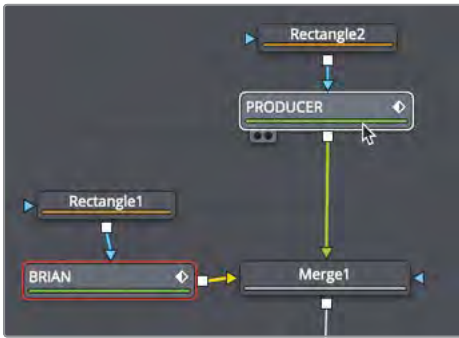 Rectangle2
PRODUCER
Rectangle1
BRIAN
Merge1